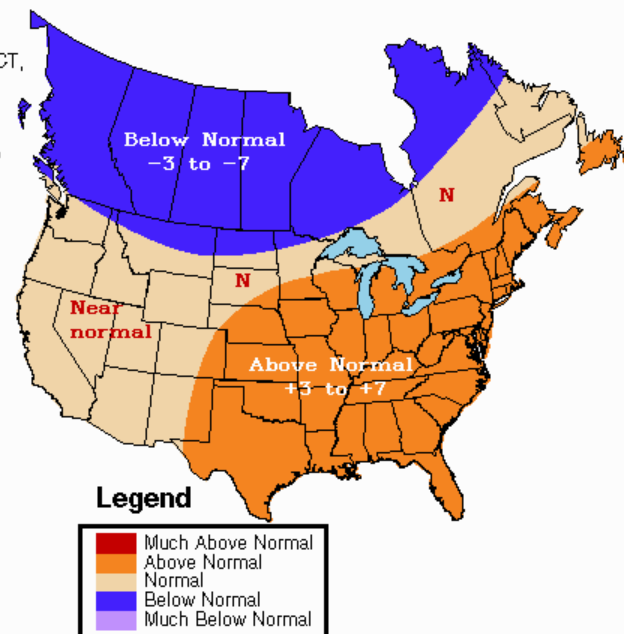 CT,
Below Normal
-3 to -7
N
N
Near
normal
Above Normal
+3 to +7
Legend
Much Above Normal
Above Normal
Normal
Below Normal
Much Below Normal